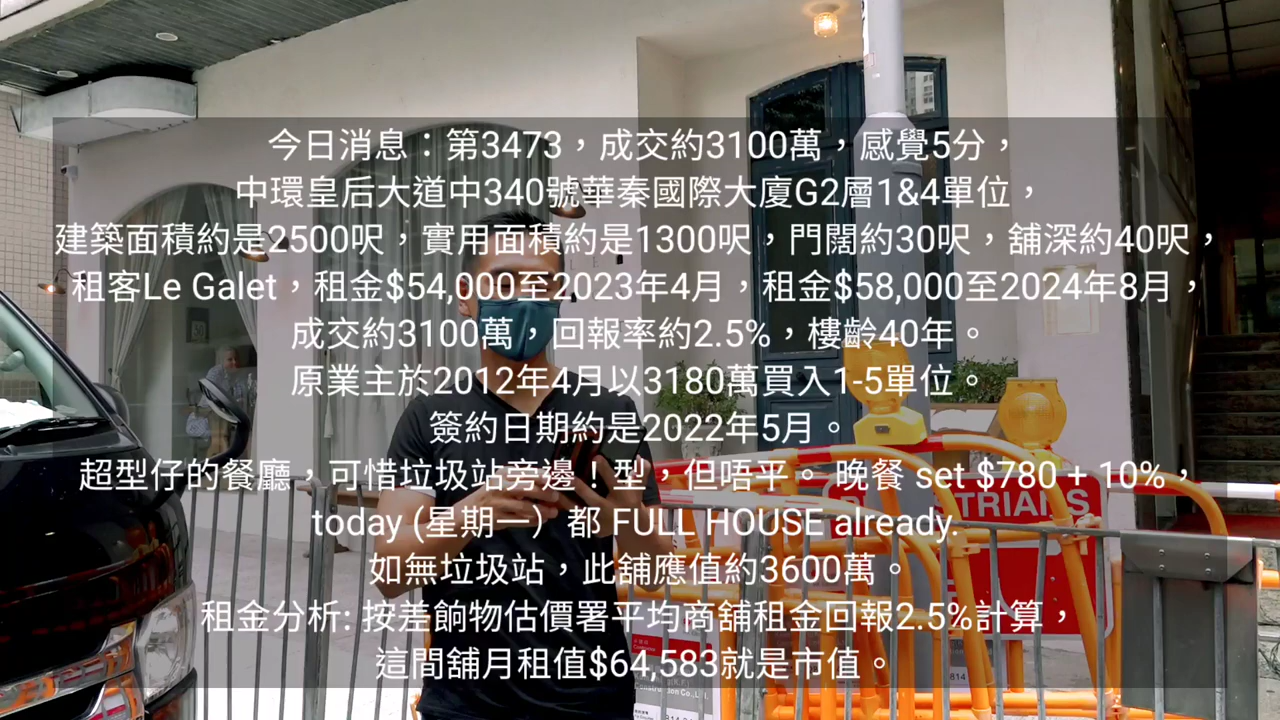 今日消息：第3473，成交約3100萬，感覺5分，
中環皇后大道中340號華秦國際大廈G2層1&4單位，
建築面積約是2500呎，實用面積約是1300呎，門闊約30呎，舖深約40呎，
租客Le Galet，租金$54,000至2023年4月，租金$58,000至2024年8月，
成交約3100萬，回報率約2.5%，樓齡40年。
原業主於2012年4月以3180萬買入1-5單位。
簽約日期約是2022年5月。
超型仔的餐廳，可惜垃圾站旁邊！型，但唔平。 晚餐 set $780 + 10%，
today (星期一）都 FULL HOUSE already.
如無垃圾站，此舖應值約3600萬。
租金分析: 按差餉物估價署平均商舖租金回報2.5%計算，
這間舖月租值$64,583就是市值。